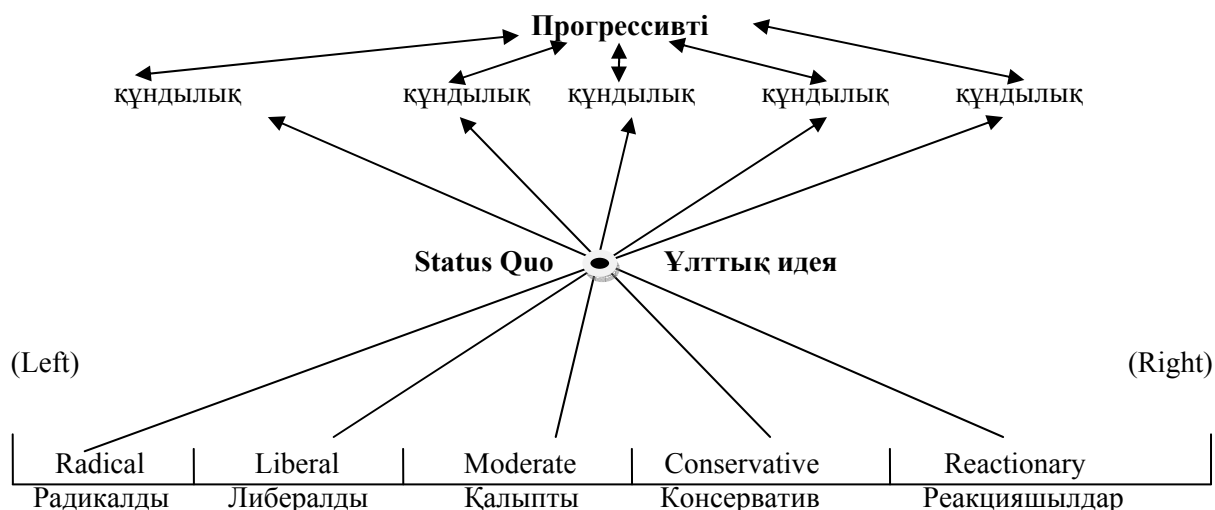 Прогрессивті
құндылық құндылық құндылық құндылық құндылық
Status Quo Ұлттық идея
(Left) (Right)
Radical Liberal Moderate Conservative Reactionary
Радикалды Либералды Қалыпты Консерватив Реакцияшылдар